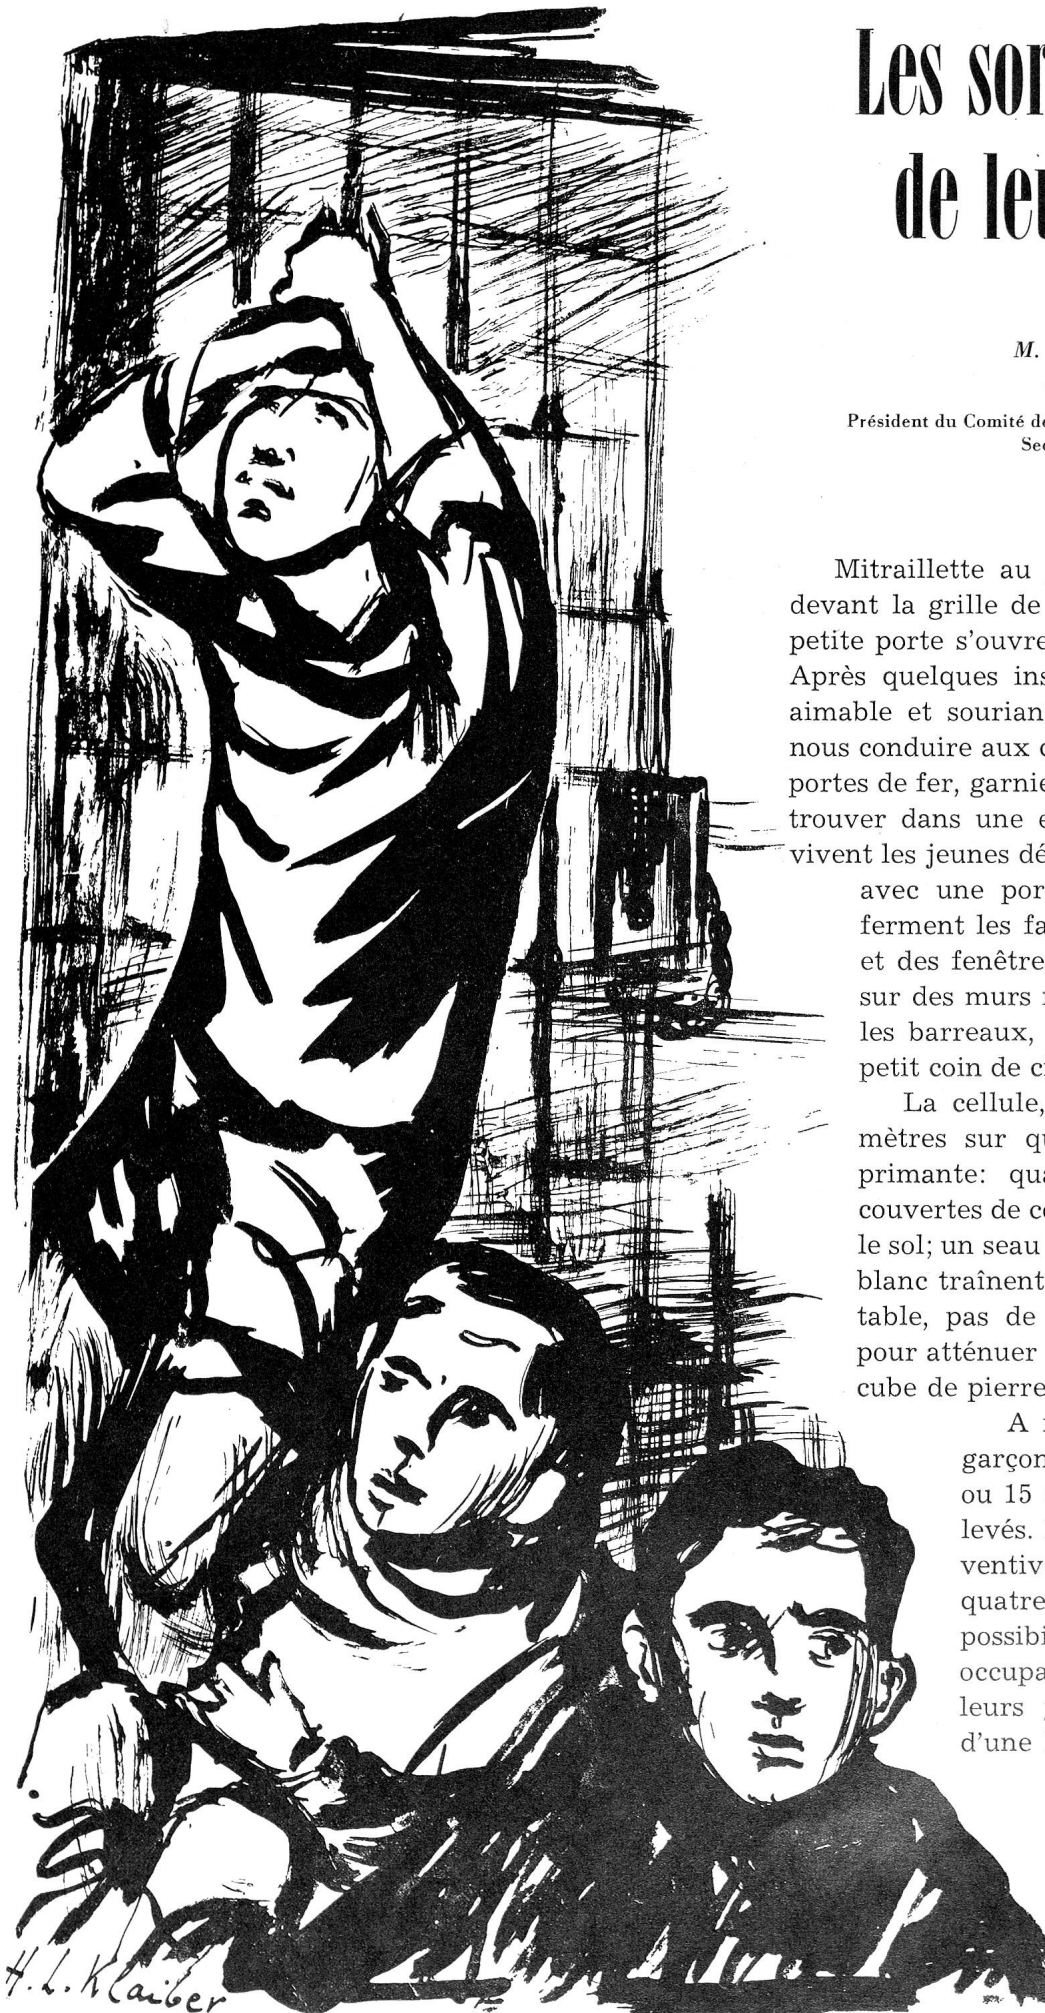 Les sor
de leu
M.
Président du Comité de
Sec
Mitraillette au
devant la grille de
petite porte s'ouvre
Après quelques ins
aimable et sourian
nous conduire aux c
portes de fer, garnie
trouver dans une e
vivent les jeunes dé
avec une por
ferment les fa
et des fenêtre
sur des murs
les barreaux,
petit coin de ci
La cellule,
mètres sur qu
primante: qua
couvertes de co
le sol; un seau
blanc traînent
table, pas de
pour atténuer
cube de pierre
A
garçon
ou 15
levés.
ventiv
quatre
possibi
occupa
leurs
d'une
H. L. Klaiber